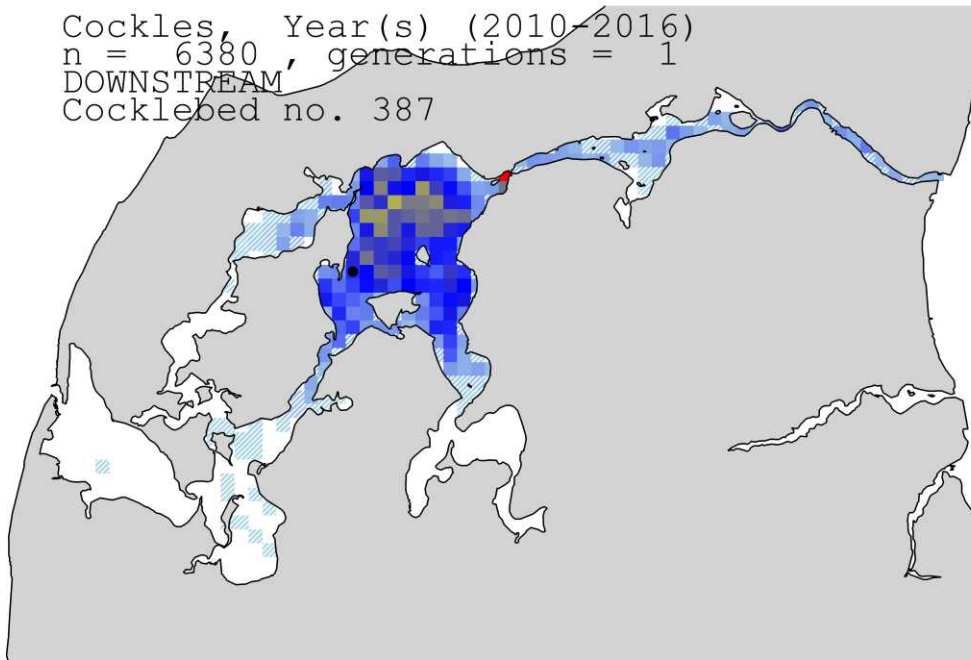 Cockles, Year(s) (2010-2016)
n = 6380 , generations = 1
DOWNSTREAM
Cocklebed no. 387